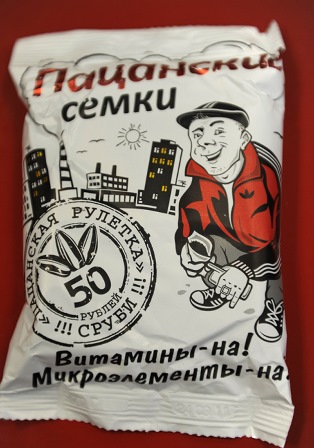 Пацанские
семки
«ПАЦАНСКАЯ РУЛЕТКА»
50
РУБЛЕЙ
!!! СРУБИ !!!
Витамины-на!
Микроэлементы-на!